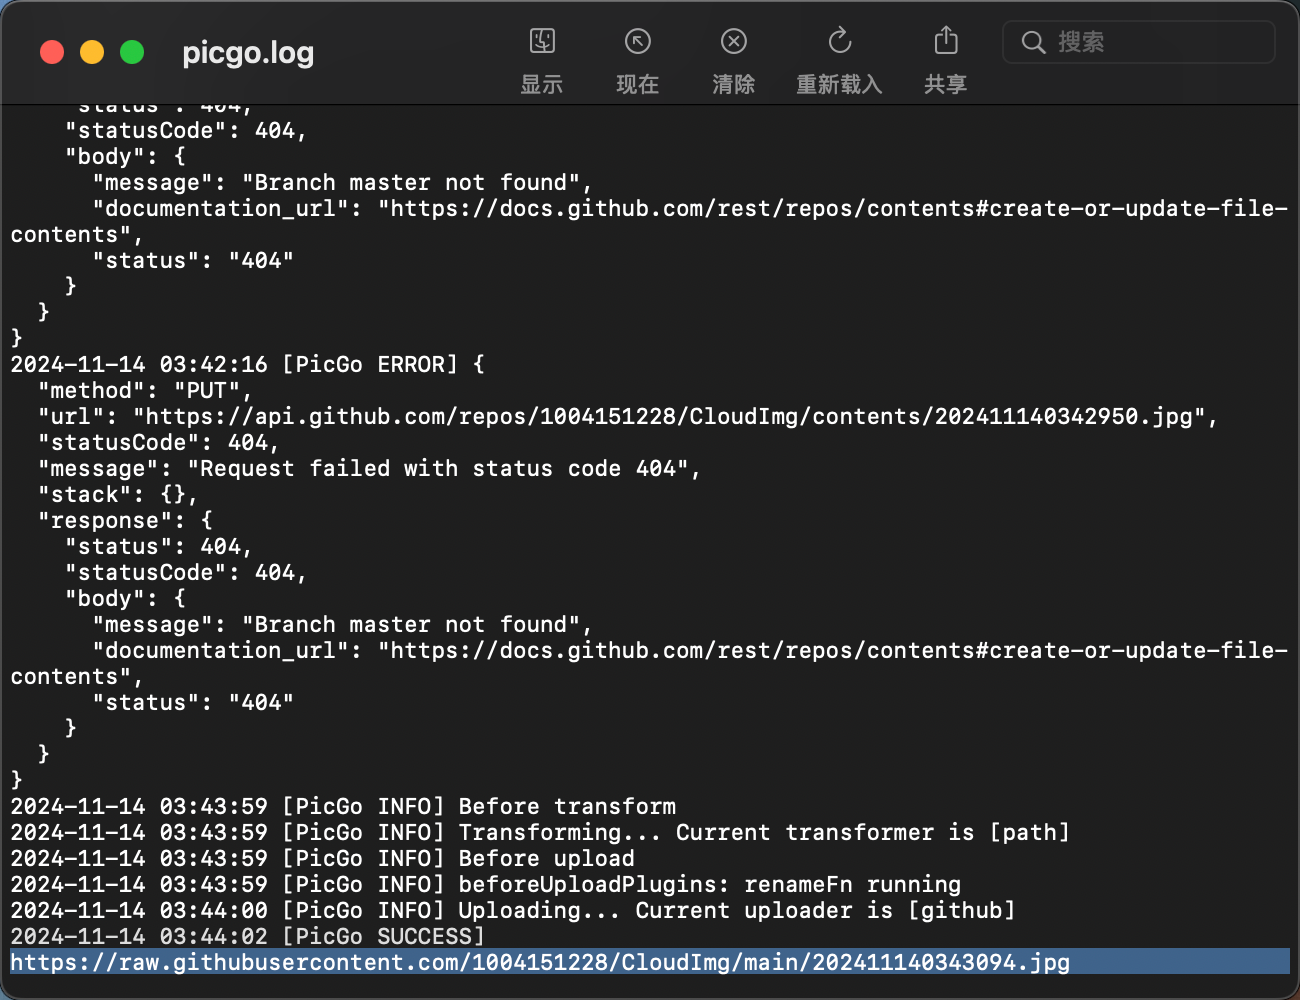 picgo.log
显示
现在
清除
重新载入
共享
搜索
"status": 404,
"statusCode": 404,
"body": {
"message": "Branch master not found",
"documentation_url": "https://docs.github.com/rest/repos/contents#create-or-update-file-
contents",
"status": "404"
}
}
}
2024-11-14 03:42:16 [PicGo ERROR] {
"method": "PUT",
"url": "https://api.github.com/repos/1004151228/CloudImg/contents/202411140342950.jpg",
"statusCode": 404,
"message": "Request failed with status code 404",
"stack": {},
"response": {
"status": 404,
"statusCode": 404,
"body": {
"message": "Branch master not found",
"documentation_url": "https://docs.github.com/rest/repos/contents#create-or-update-file-
contents",
"status": "404"
}
}
}
2024-11-14 03:43:59 [PicGo INFO] Before transform
2024-11-14 03:43:59 [PicGo INFO] Transforming... Current transformer is [path]
2024-11-14 03:43:59 [PicGo INFO] Before upload
2024-11-14 03:43:59 [PicGo INFO] beforeUploadPlugins: renameFn running
2024-11-14 03:44:00 [PicGo INFO] Uploading... Current uploader is [github]
2024-11-14 03:44:02 [PicGo SUCCESS]
https://raw.githubusercontent.com/1004151228/CloudImg/main/202411140343094.jpg